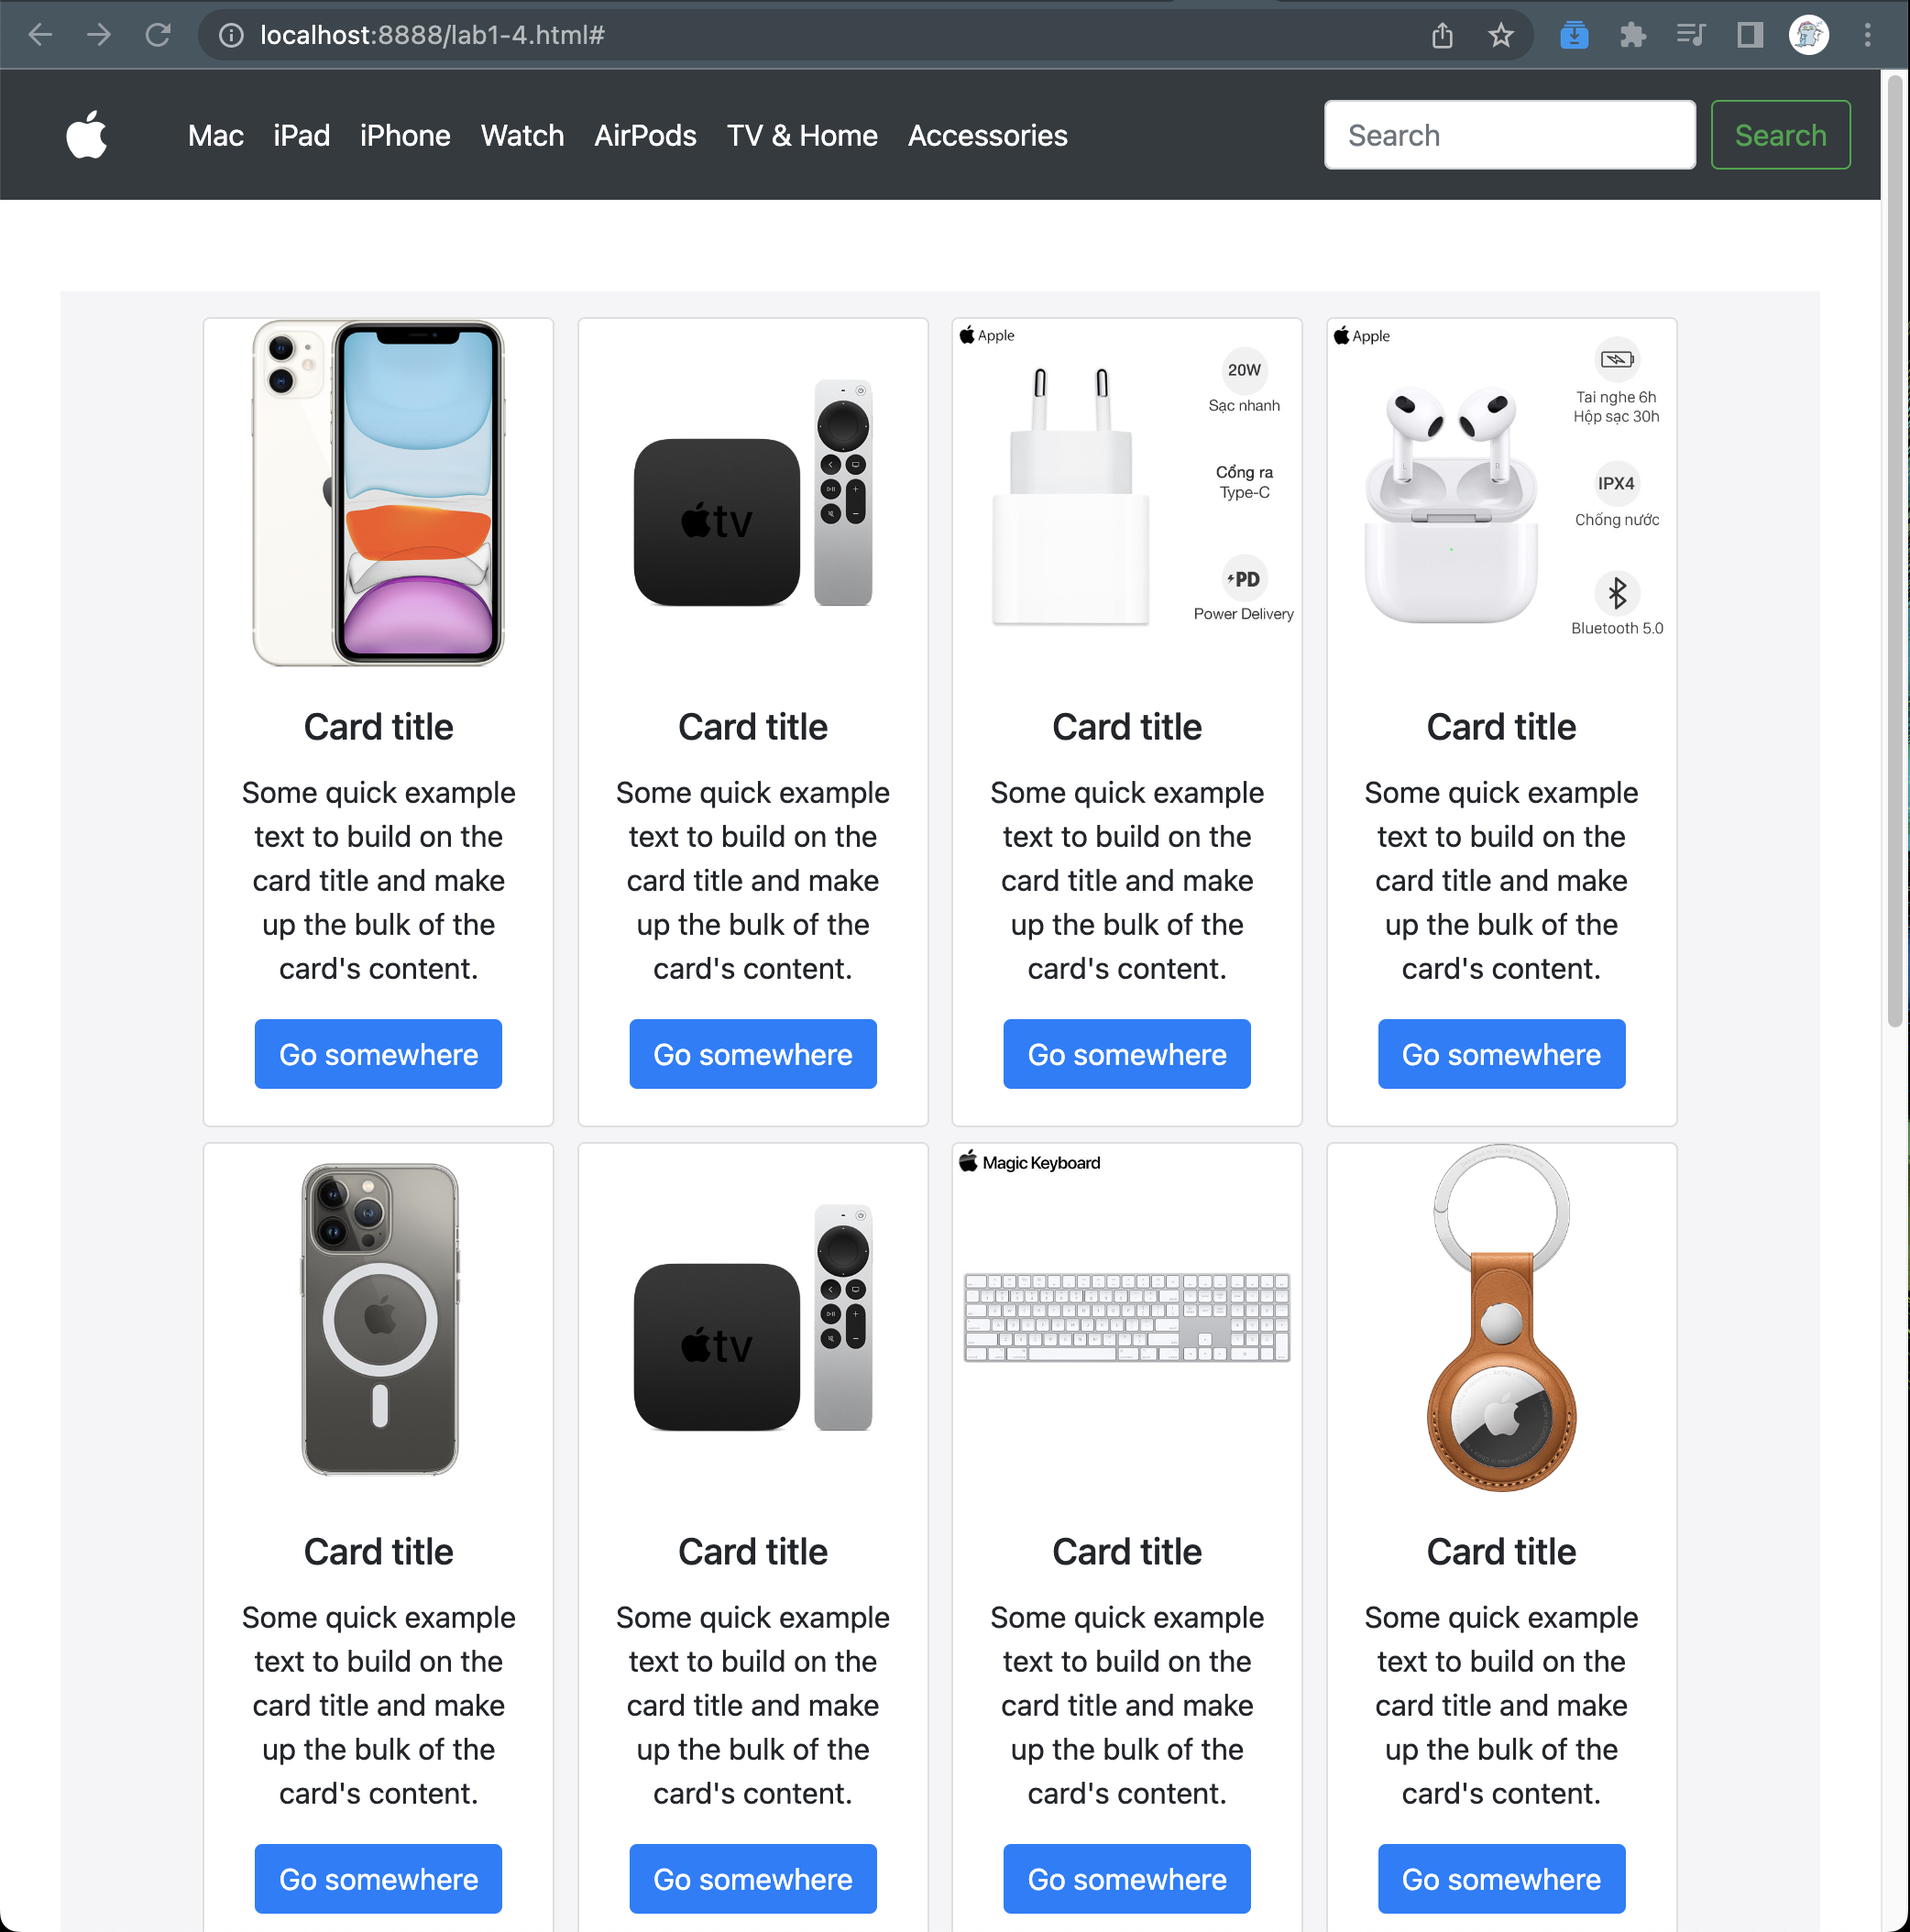 localhost:8888/lab1-4.html#
Mac iPad iPhone Watch AirPods TV & Home Accessories Search Search
tv
Apple
20W
Sạc nhanh
Cổng ra
Type-C
PD
Power Delivery
Apple
Tai nghe 6h
Hộp sạc 30h
IPX4
Chống nước
Bluetooth 5.0
Card title
Some quick example
text to build on the
card title and make
up the bulk of the
card's content.
Go somewhere
Card title
Some quick example
text to build on the
card title and make
up the bulk of the
card's content.
Go somewhere
Card title
Some quick example
text to build on the
card title and make
up the bulk of the
card's content.
Go somewhere
Card title
Some quick example
text to build on the
card title and make
up the bulk of the
card's content.
Go somewhere
tv
Magic Keyboard
Card title
Some quick example
text to build on the
card title and make
up the bulk of the
card's content.
Go somewhere
Card title
Some quick example
text to build on the
card title and make
up the bulk of the
card's content.
Go somewhere
Card title
Some quick example
text to build on the
card title and make
up the bulk of the
card's content.
Go somewhere
Card title
Some quick example
text to build on the
card title and make
up the bulk of the
card's content.
Go somewhere